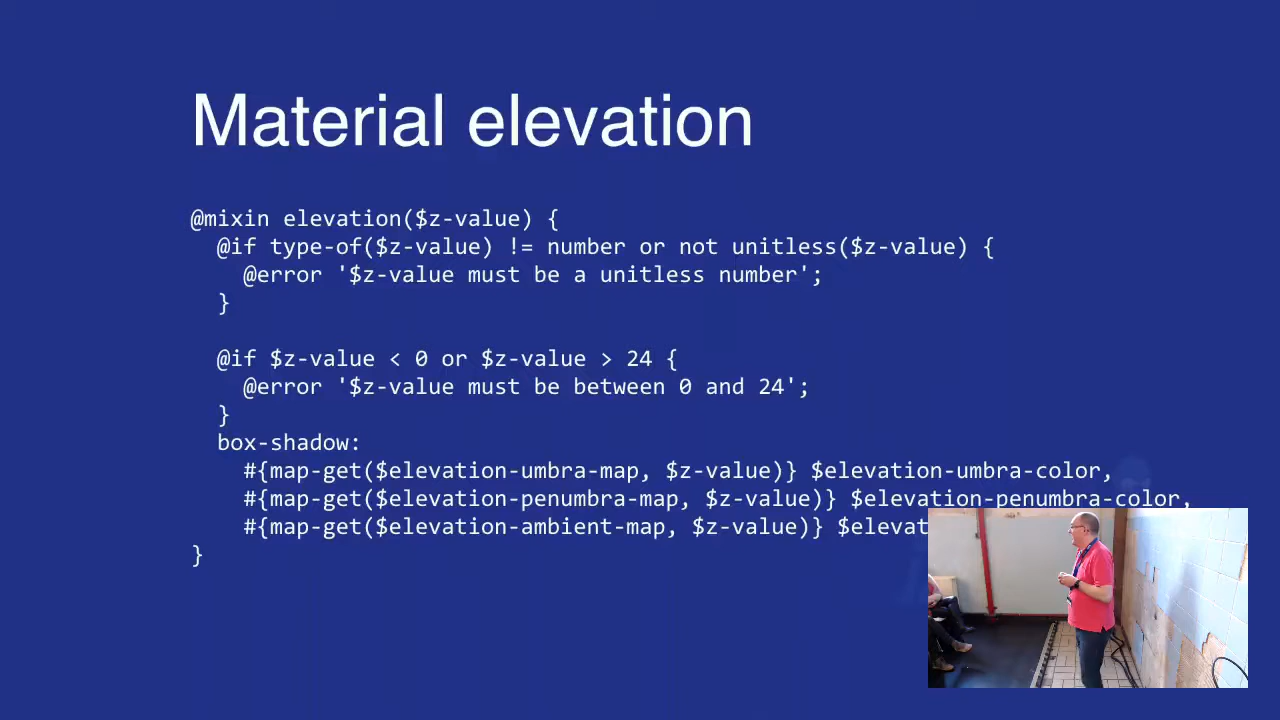 Material elevation
@mixin elevation($z-value) {
@if type-of($z-value) != number or not unitless($z-value) {
@error '$z-value must be a unitless number';
}
@if $z-value < 0 or $z-value > 24 {
@error '$z-value must be between 0 and 24';
}
box-shadow:
#{map-get($elevation-umbra-map, $z-value)} $elevation-umbra-color,
#{map-get($elevation-penumbra-map, $z-value)} $elevation-penumbra-color,
#{map-get($elevation-ambient-map, $z-value)} $elevat
}